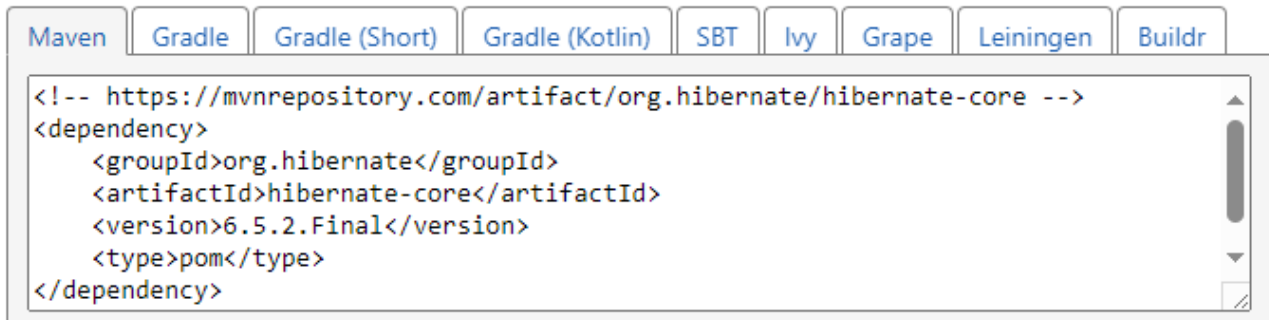 Maven Gradle Gradle (Short) Gradle (Kotlin) SBT Ivy Grape Leiningen Buildr
<!-- https://mvnrepository.com/artifact/org.hibernate/hibernate-core -->
<dependency>
    <groupId>org.hibernate</groupId>
    <artifactId>hibernate-core</artifactId>
    <version>6.5.2.Final</version>
    <type>pom</type>
</dependency>